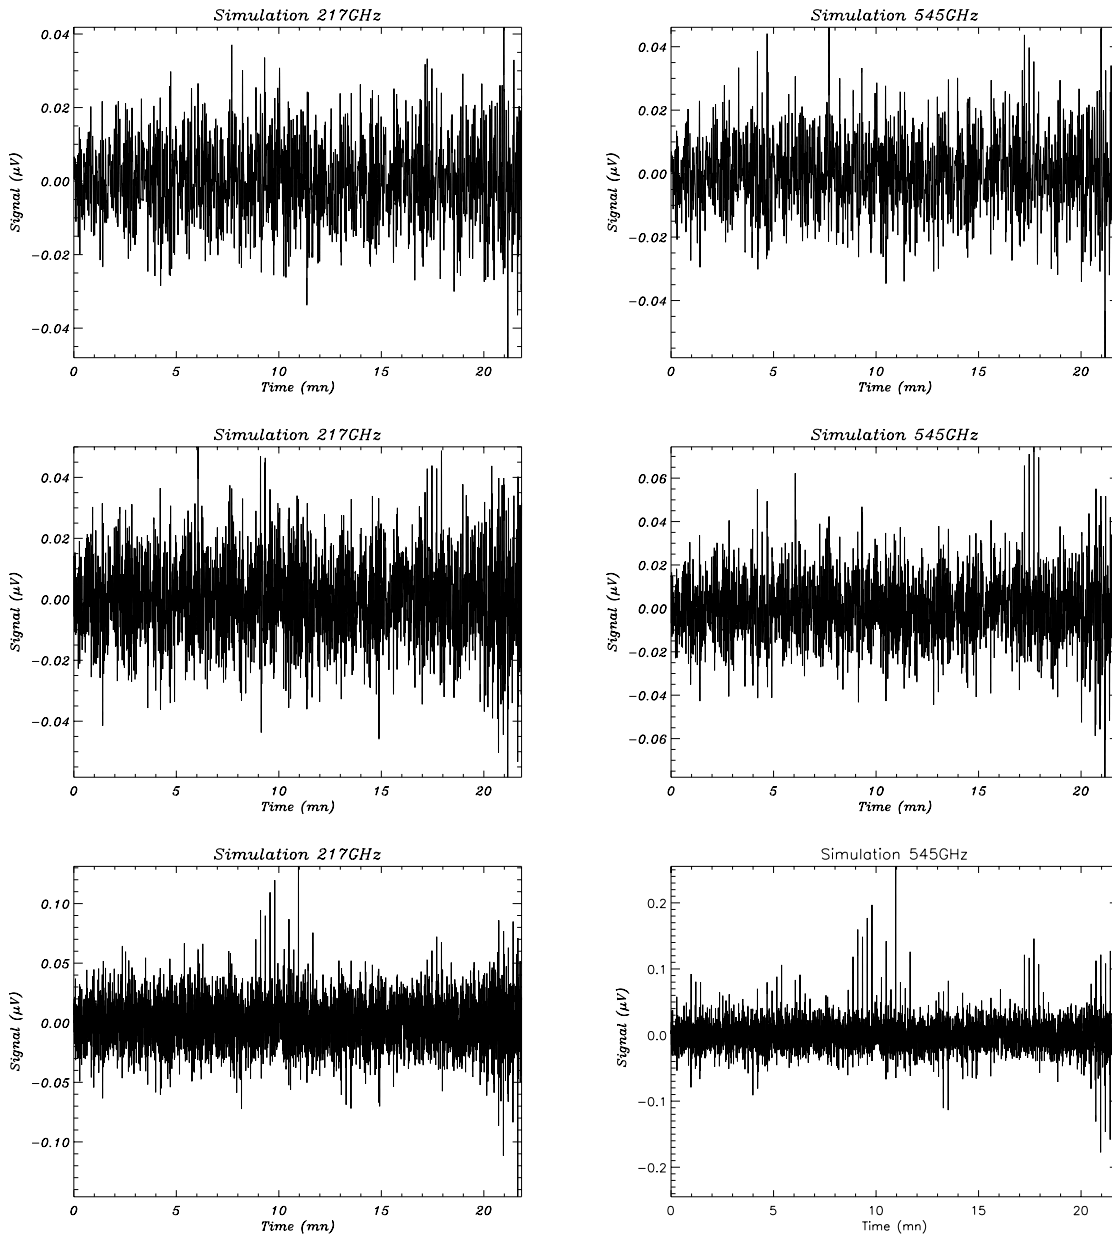 Simulation 217GHz
0.04
0.02
0.00
−0.02
−0.04
Signal (μV)
0 5 10 15 20
Time (mn)
Simulation 545GHz
0.04
0.02
0.00
−0.02
−0.04
Signal (μV)
0 5 10 15 20
Time (mn)
Simulation 217GHz
0.04
0.02
0.00
−0.02
−0.04
Signal (μV)
0 5 10 15 20
Time (mn)
Simulation 545GHz
0.06
0.04
0.02
0.00
−0.02
−0.04
−0.06
Signal (μV)
0 5 10 15 20
Time (mn)
Simulation 217GHz
0.10
0.05
0.00
−0.05
−0.10
Signal (μV)
0 5 10 15 20
Time (mn)
Simulation 545GHz
0.2
0.1
0.0
−0.1
−0.2
Signal (μV)
0 5 10 15 20
Time (mn)